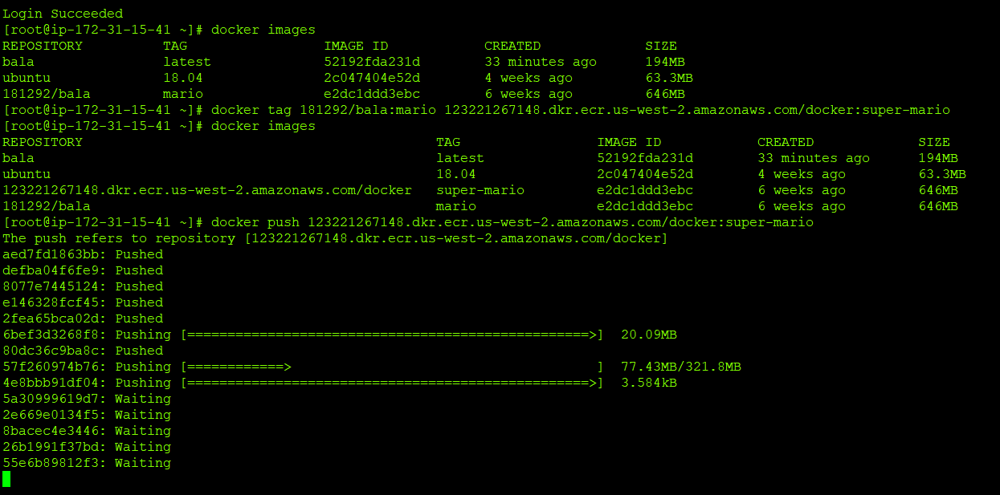 Login Succeeded
[root@ip-172-31-15-41 ~]# docker images
REPOSITORY          TAG                 IMAGE ID            CREATED             SIZE
bala                latest              52192fda231d        33 minutes ago      194MB
ubuntu              18.04               2c047404e52d        4 weeks ago         63.3MB
181292/bala         mario               e2dc1ddd3ebc        6 weeks ago         646MB
[root@ip-172-31-15-41 ~]# docker tag 181292/bala:mario 123221267148.dkr.ecr.us-west-2.amazonaws.com/docker:super-mario
[root@ip-172-31-15-41 ~]# docker images
REPOSITORY                                            TAG                 IMAGE ID            CREATED             SIZE
bala                                                  latest              52192fda231d        33 minutes ago      194MB
ubuntu                                                18.04               2c047404e52d        4 weeks ago         63.3MB
123221267148.dkr.ecr.us-west-2.amazonaws.com/docker   super-mario         e2dc1ddd3ebc        6 weeks ago         646MB
181292/bala                                           mario               e2dc1ddd3ebc        6 weeks ago         646MB
[root@ip-172-31-15-41 ~]# docker push 123221267148.dkr.ecr.us-west-2.amazonaws.com/docker:super-mario
The push refers to repository [123221267148.dkr.ecr.us-west-2.amazonaws.com/docker]
aed7fd1863bb: Pushed
defba04f6fe9: Pushed
8077e7445124: Pushed
e146328fcf45: Pushed
2fea65bca02d: Pushed
6bef3d3268f8: Pushing [==================================================>]  20.09MB
80dc36c9ba8c: Pushed
57f260974b76: Pushing [============>                                      ]  77.43MB/321.8MB
4e8bbb91df04: Pushing [==================================================>]  3.584kB
5a30999619d7: Waiting
2e669e0134f5: Waiting
8bacec4e3446: Waiting
26b1991f37bd: Waiting
55e6b89812f3: Waiting